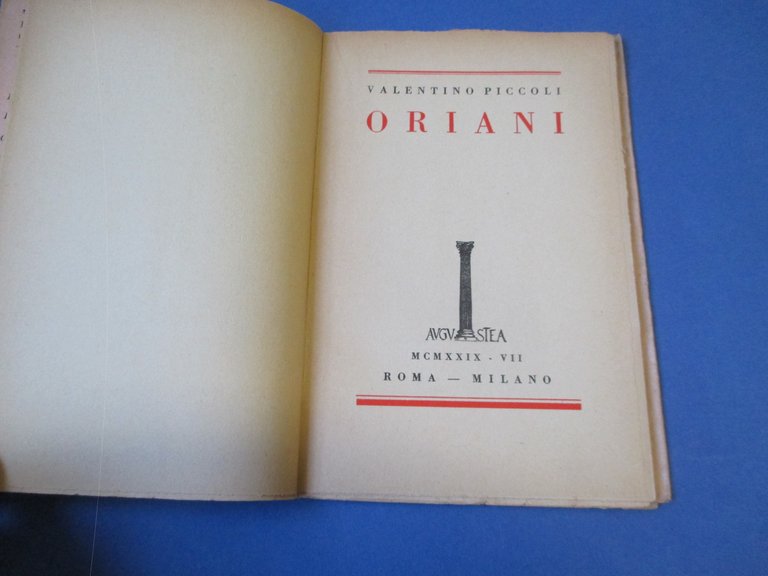 VALENTINO PICCOLI
ORIANI
AVGVSTEA
MCMXXIX - VII
ROMA — MILANO